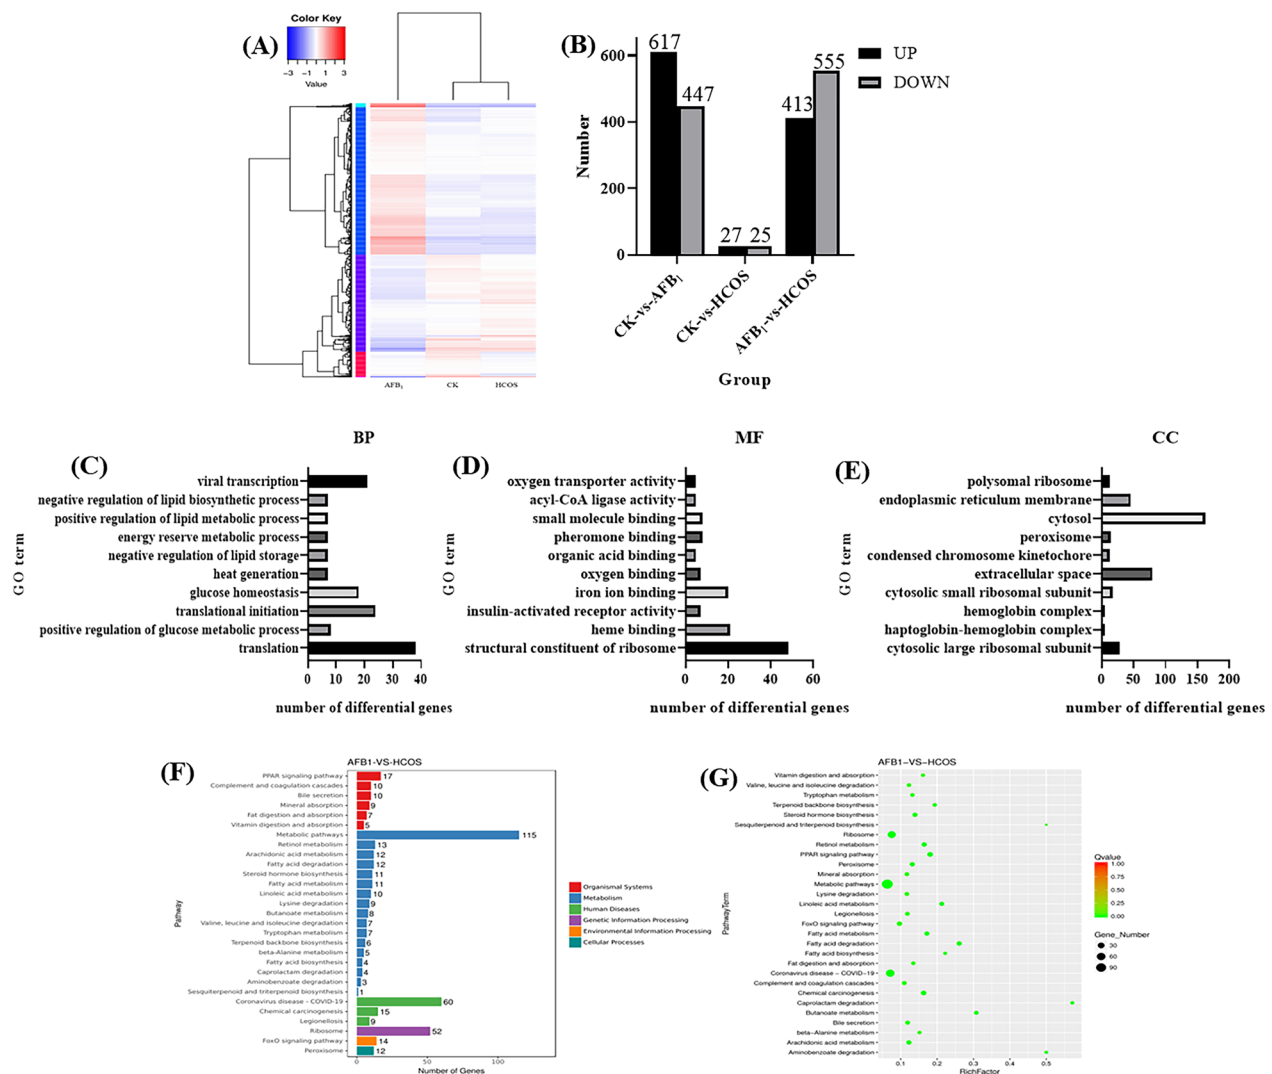 (A)
Color Key
−3 −1 1 3
Value
AFB1 CK HCOS
(B)
617
447
27 25
413
555
UP
DOWN
Number
600
400
200
0
CK-vs-AFB1
CK-vs-HCOS
AFB1-vs-HCOS
Group
(C)
BP
GO term
viral transcription
negative regulation of lipid biosynthetic process
positive regulation of lipid metabolic process
energy reserve metabolic process
negative regulation of lipid storage
heat generation
glucose homeostasis
translational initiation
positive regulation of glucose metabolic process
translation
0 10 20 30 40
number of differential genes
(D)
MF
GO term
oxygen transporter activity
acyl-CoA ligase activity
small molecule binding
pheromone binding
organic acid binding
oxygen binding
iron ion binding
insulin-activated receptor activity
heme binding
structural constituent of ribosome
0 20 40 60
number of differential genes
(E)
CC
GO term
polysomal ribosome
endoplasmic reticulum membrane
cytosol
peroxisome
condensed chromosome kinetochore
extracellular space
cytosolic small ribosomal subunit
hemoglobin complex
haptoglobin-hemoglobin complex
cytosolic large ribosomal subunit
0 50 100 150 200
number of differential genes
(F)
AFB1-VS-HCOS
Pathway
PPAR signaling pathway 17
Complement and coagulation cascades 10
Bile secretion 10
Mineral absorption 9
Fat digestion and absorption 7
Vitamin digestion and absorption 5
Metabolic pathways 115
Retinol metabolism 13
Arachidonic acid metabolism 12
Fatty acid degradation 12
Steroid hormone biosynthesis 11
Fatty acid metabolism 11
Linoleic acid metabolism 10
Lysine degradation 9
Butanoate metabolism 8
Valine, leucine and isoleucine degradation 7
Tryptophan metabolism 7
Terpenoid backbone biosynthesis 6
beta-Alanine metabolism 5
Fatty acid biosynthesis 4
Caprolactam degradation 4
Aminobenzoate degradation 3
Sesquiterpenoid and triterpenoid biosynthesis 1
Coronavirus disease - COVID-19 60
Chemical carcinogenesis 15
Legionellosis 9
Ribosome 52
FoxO signaling pathway 14
Peroxisome 12
0 50 100
Number of Genes
Organismal Systems
Metabolism
Human Diseases
Genetic Information Processing
Environmental Information Processing
Cellular Processes
(G)
AFB1−VS−HCOS
PathwayTerm
Vitamin digestion and absorption
Valine, leucine and isoleucine degradation
Tryptophan metabolism
Terpenoid backbone biosynthesis
Steroid hormone biosynthesis
Sesquiterpenoid and triterpenoid biosynthesis
Ribosome
Retinol metabolism
PPAR signaling pathway
Peroxisome
Mineral absorption
Metabolic pathways
Lysine degradation
Linoleic acid metabolism
Legionellosis
FoxO signaling pathway
Fatty acid metabolism
Fatty acid degradation
Fatty acid biosynthesis
Fat digestion and absorption
Coronavirus disease − COVID−19
Complement and coagulation cascades
Chemical carcinogenesis
Caprolactam degradation
Butanoate metabolism
Bile secretion
beta−Alanine metabolism
Arachidonic acid metabolism
Aminobenzoate degradation
0.1 0.2 0.3 0.4 0.5
RichFactor
Qvalue
1.00
0.75
0.50
0.25
0.00
Gene_Number
30
60
90